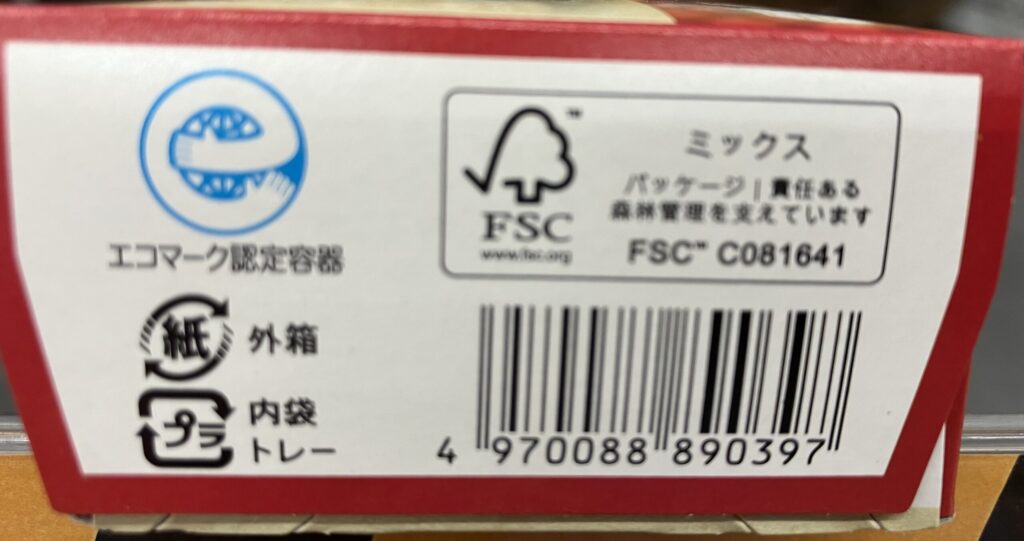 エコマーク認定容器
紙 外箱
プラ 内袋
トレー
™
FSC
www.fsc.org
ミックス
パッケージ | 責任ある
森林管理を支えています
FSC™ C081641
4 970088 890397